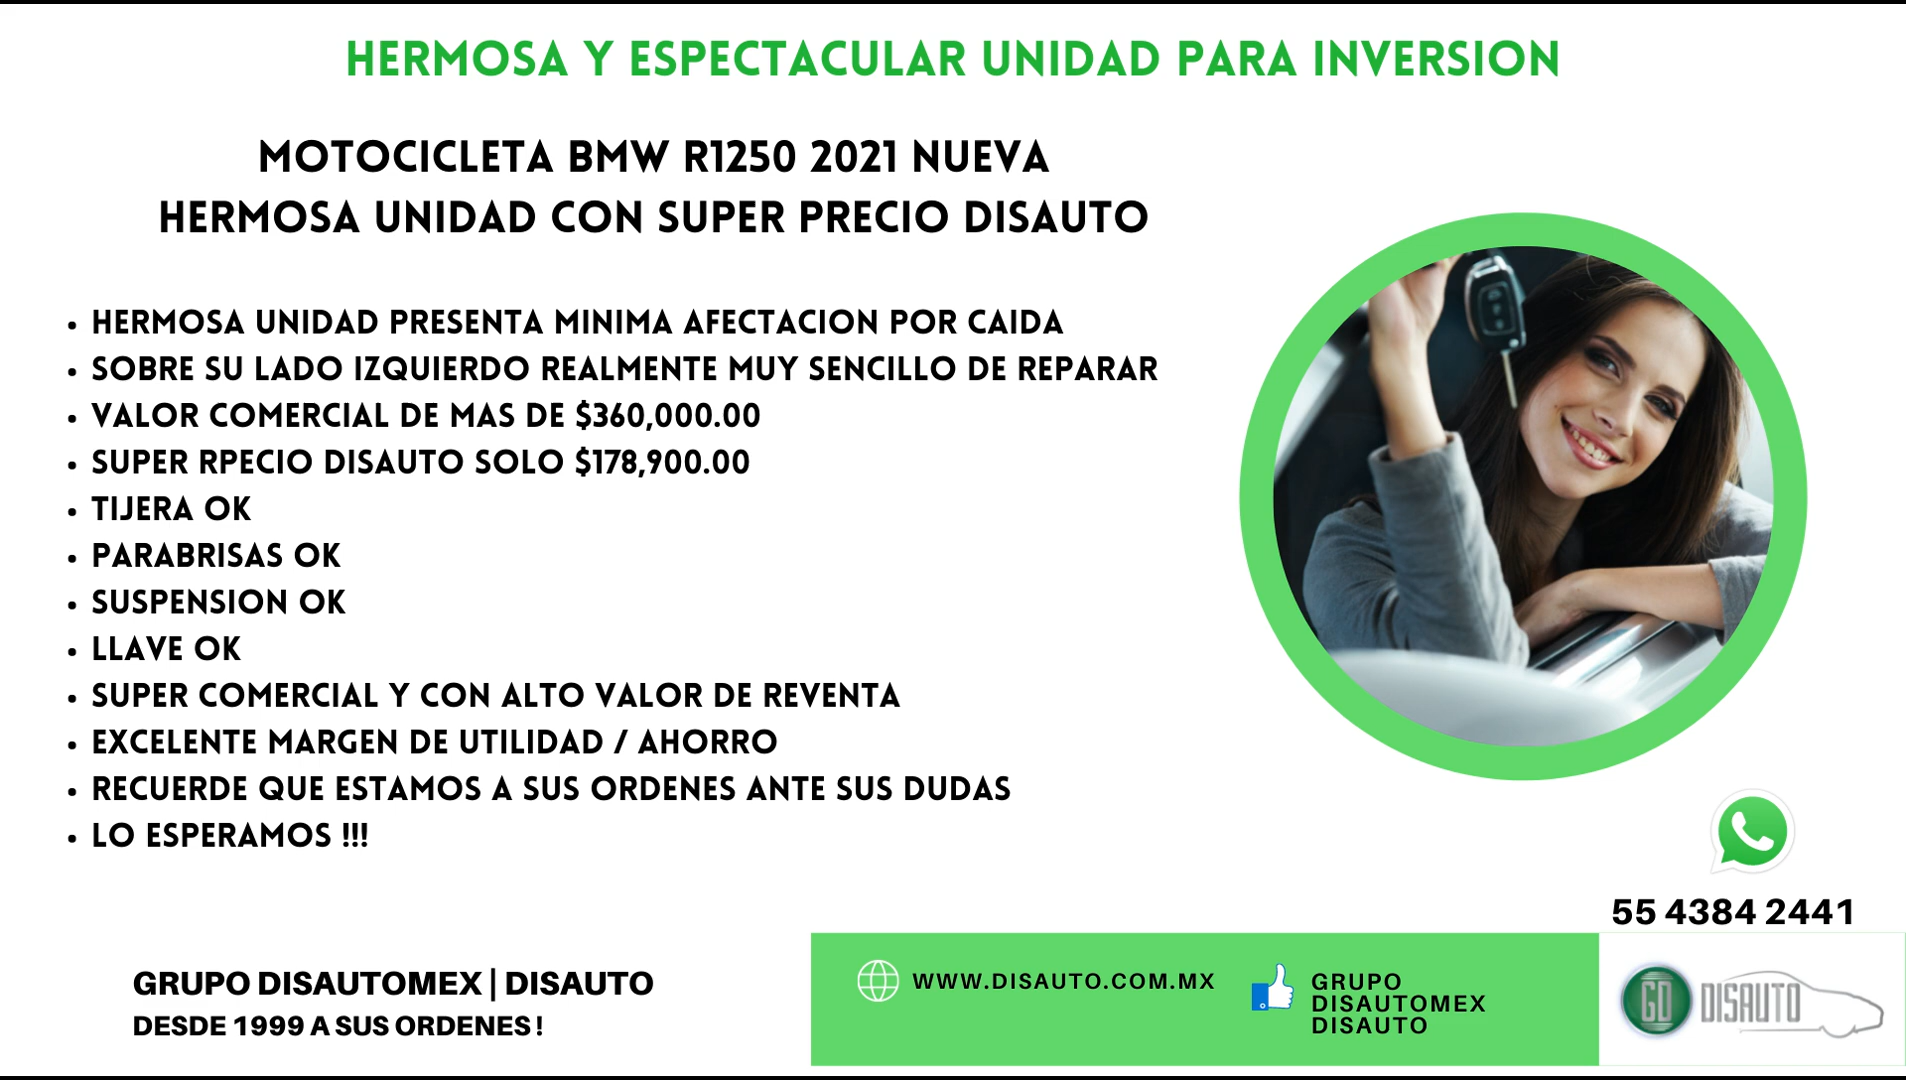 HERMOSA Y ESPECTACULAR UNIDAD PARA INVERSION
MOTOCICLETA BMW R1250 2021 NUEVA
HERMOSA UNIDAD CON SUPER PRECIO DISAUTO
• HERMOSA UNIDAD PRESENTA MINIMA AFECTACION POR CAIDA
• SOBRE SU LADO IZQUIERDO REALMENTE MUY SENCILLO DE REPARAR
• VALOR COMERCIAL DE MAS DE $360,000.00
• SUPER RPECIO DISAUTO SOLO $178,900.00
• TIJERA OK
• PARABRISAS OK
• SUSPENSION OK
• LLAVE OK
• SUPER COMERCIAL Y CON ALTO VALOR DE REVENTA
• EXCELENTE MARGEN DE UTILIDAD / AHORRO
• RECUERDE QUE ESTAMOS A SUS ORDENES ANTE SUS DUDAS
• LO ESPERAMOS !!!
55 4384 2441
GRUPO DISAUTOMEX | DISAUTO
DESDE 1999 A SUS ORDENES !
WWW.DISAUTO.COM.MX
GRUPO
DISAUTOMEX
DISAUTO
GD DISAUTO